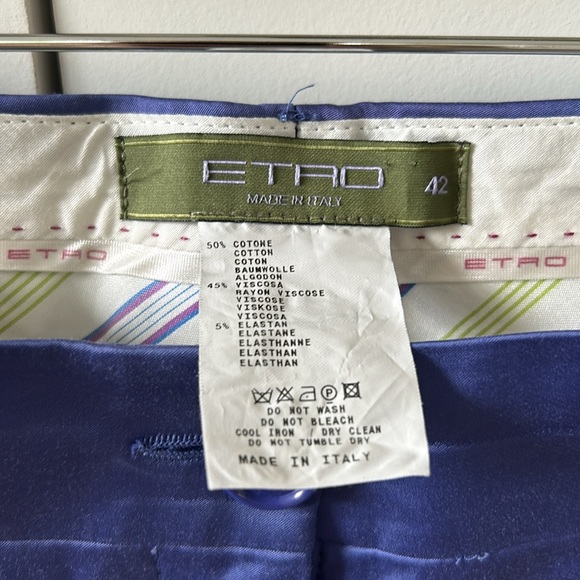 ETRO
MADE IN ITALY
42
ETRO
ETRO
50% COTONE
COTTON
COTON
BAUMWOLLE
ALGODON
45% VISCOSA
RAYON VISCOSE
VISCOSE
VISKOSE
VISCOSA
5% ELASTAN
ELASTANE
ELASTHANNE
ELASTHAN
ELASTHAN
P
DO NOT WASH
DO NOT BLEACH
COOL IRON / DRY CLEAN
DO NOT TUMBLE DRY
MADE IN ITALY